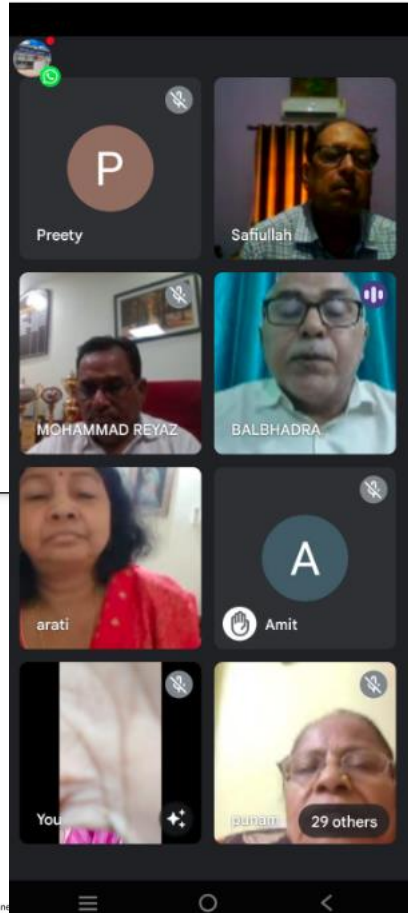 P
Preety
Safiullah
MOHAMMAD REYAZ
BALBHADRA
arati
A
Amit
You
punam
29 others